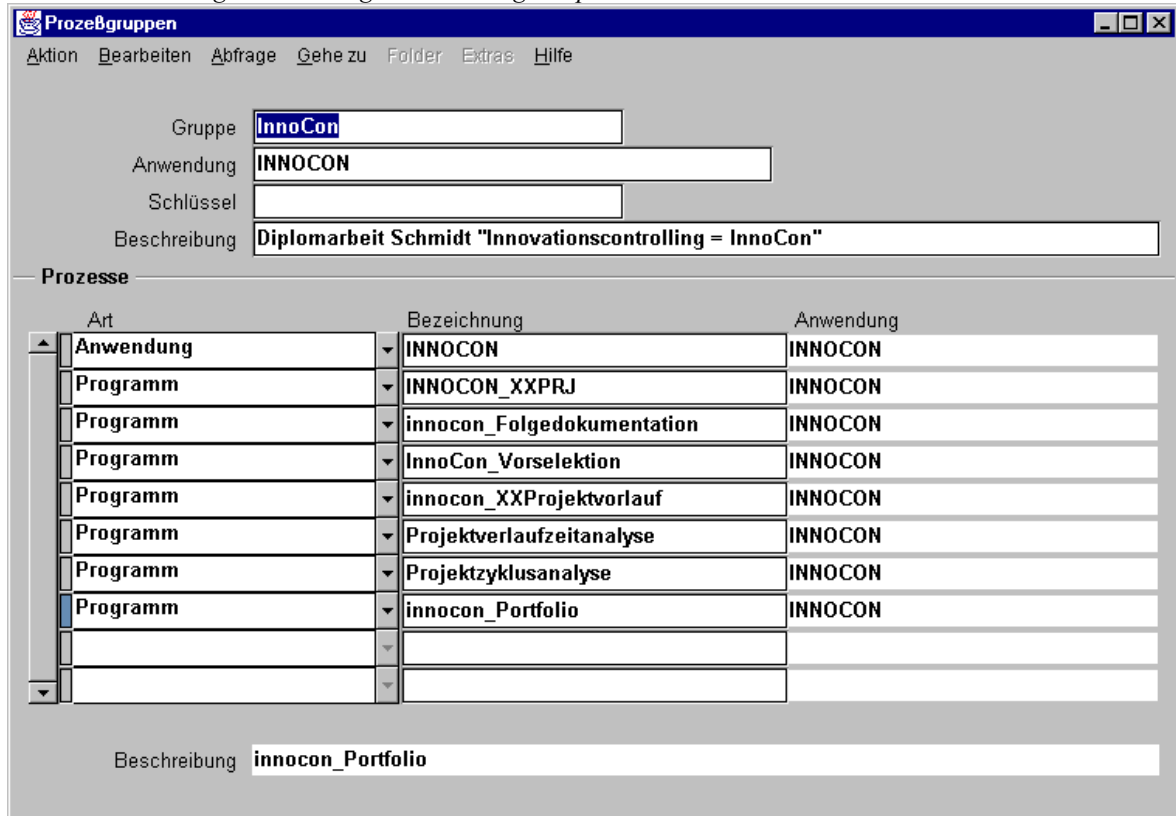 Prozeßgruppen
Aktion Bearbeiten Abfrage Gehe zu Folder Extras Hilfe
Gruppe InnoCon
Anwendung INNOCON
Schlüssel
Beschreibung Diplomarbeit Schmidt "Innovationscontrolling = InnoCon"
Prozesse
Art Bezeichnung Anwendung
Anwendung INNOCON INNOCON
Programm INNOCON_XXPRJ INNOCON
Programm innocon_Folgedokumentation INNOCON
Programm InnoCon_Vorselektion INNOCON
Programm innocon_XXProjektvorlauf INNOCON
Programm Projektverlaufzeitanalyse INNOCON
Programm Projektzyklusanalyse INNOCON
Programm innocon_Portfolio INNOCON
Beschreibung innocon_Portfolio